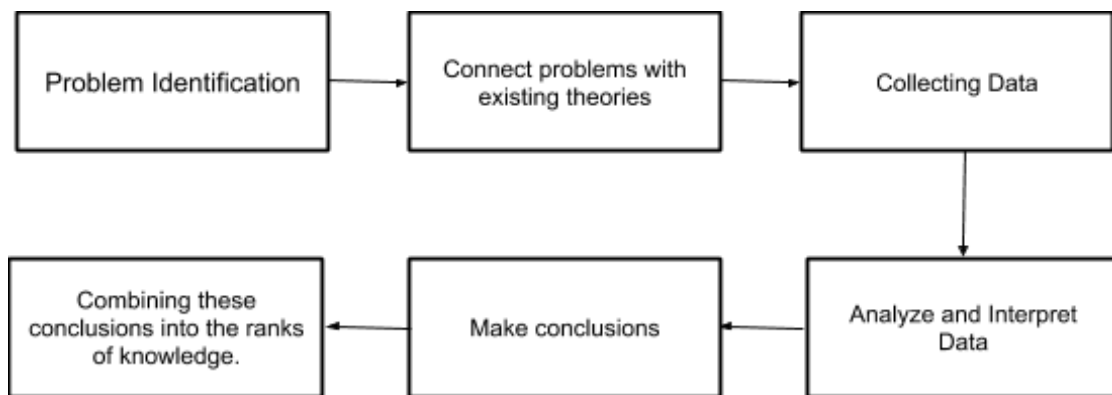 Problem Identification
Connect problems with
existing theories
Collecting Data
Analyze and Interpret
Data
Make conclusions
Combining these
conclusions into the ranks
of knowledge.